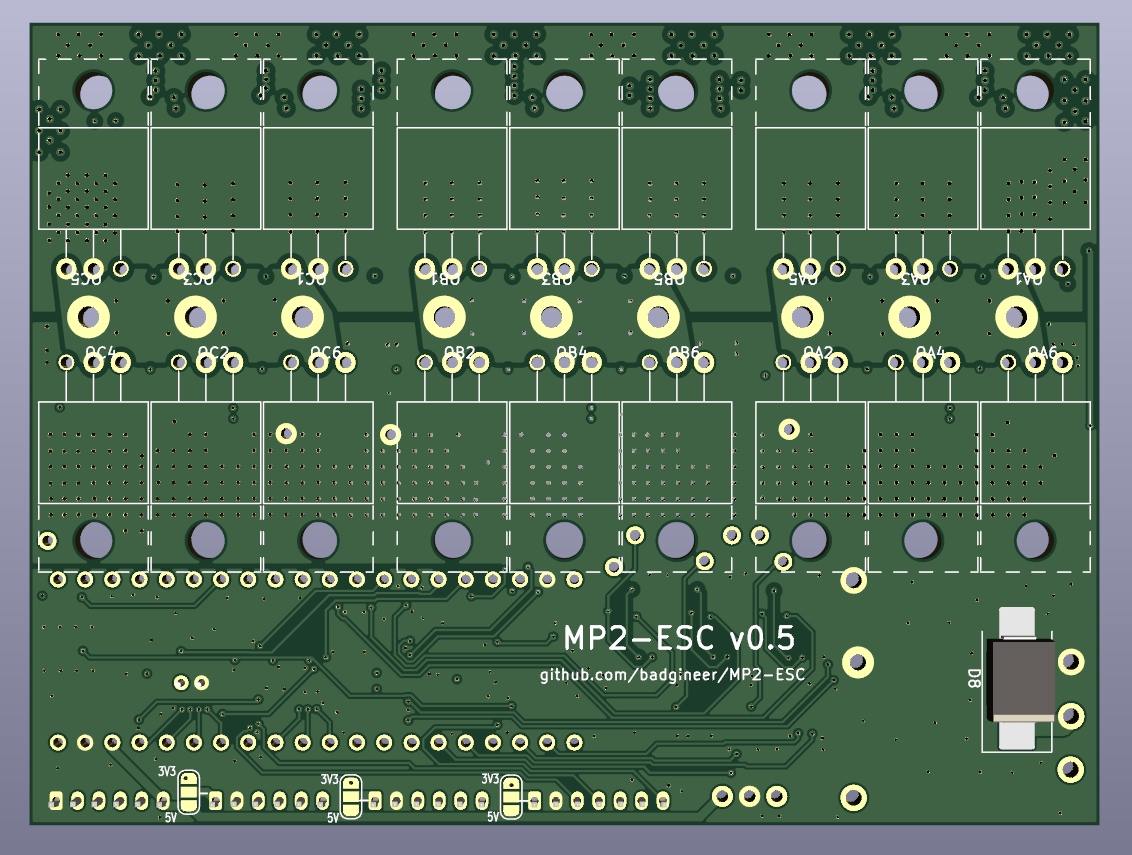 QC5 QC3 QC1 QB1 QB3 QB5 QA5 QA3 QA1
QC4 QC2 QC6 QB2 QB4 QB6 QA2 QA4 QA6
MP2-ESC v0.5
github.com/badgineer/MP2-ESC
D8
3V3 3V3 3V3
5V 5V 5V